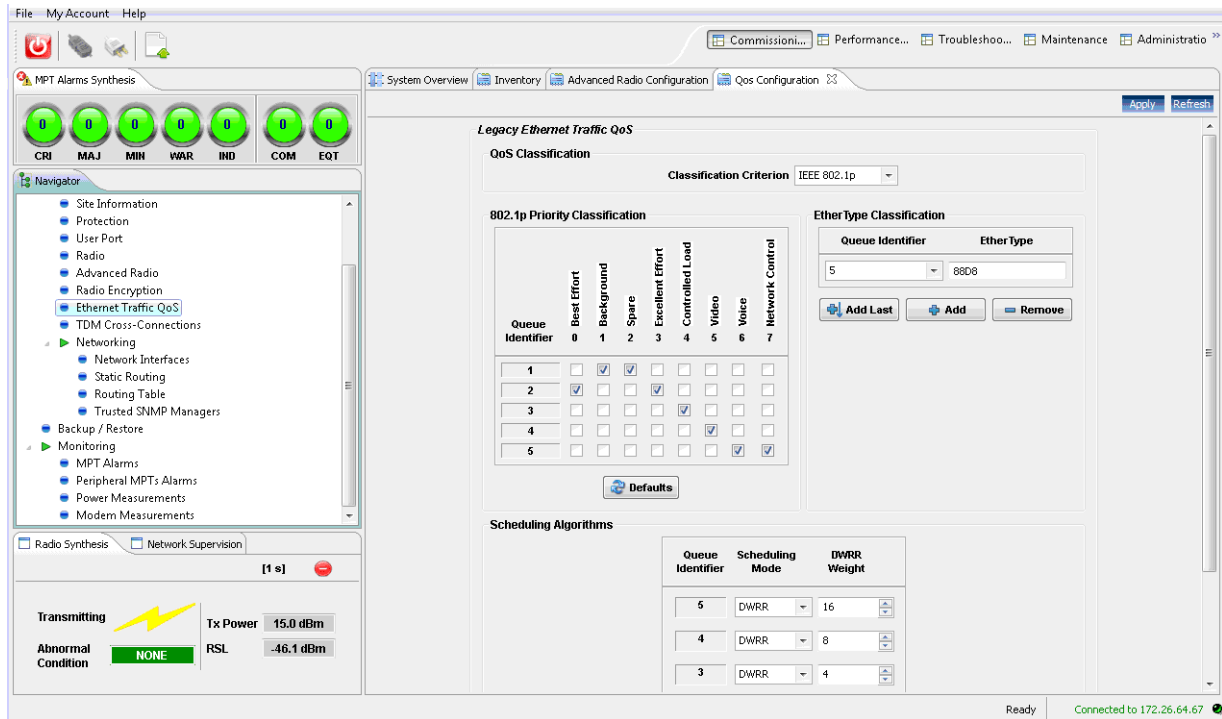 File My Account Help
Commissioni... Performance... Troubleshoo... Maintenance Administratio »
MPT Alarms Synthesis
0 0 0 0 0 0 0
CRI MAJ MIN WAR IND COM EQT
Navigator
Site Information
Protection
User Port
Radio
Advanced Radio
Radio Encryption
Ethernet Traffic QoS
TDM Cross-Connections
Networking
Network Interfaces
Static Routing
Routing Table
Trusted SNMP Managers
Backup / Restore
Monitoring
MPT Alarms
Peripheral MPTs Alarms
Power Measurements
Modem Measurements
Radio Synthesis Network Supervision
[1 s]
Transmitting
Tx Power 15.0 dBm
Abnormal Condition NONE
RSL -46.1 dBm
System Overview Inventory Advanced Radio Configuration Qos Configuration
Apply Refresh
Legacy Ethernet Traffic QoS
QoS Classification
Classification Criterion IEEE 802.1p
802.1p Priority Classification
Queue Identifier
Best Effort 0
Background 1
Spare 2
Excellent Effort 3
Controlled Load 4
Video 5
Voice 6
Network Control 7
1
2
3
4
5
Defaults
EtherType Classification
Queue Identifier EtherType
5 88D8
Add Last Add Remove
Scheduling Algorithms
Queue Identifier Scheduling Mode DWRR Weight
5 DWRR 16
4 DWRR 8
3 DWRR 4
Ready Connected to 172.26.64.67